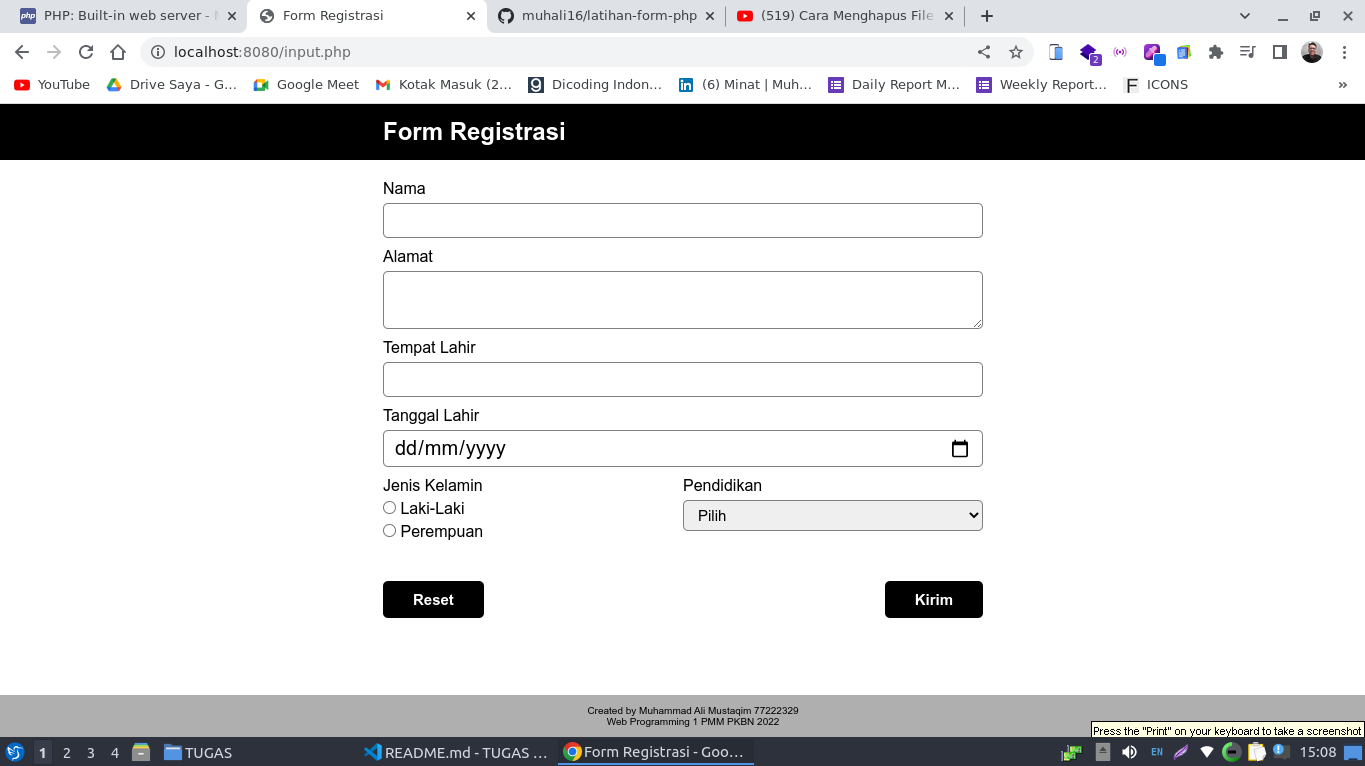 php PHP: Built-in web server - M
Form Registrasi
muhali16/latihan-form-php
(519) Cara Menghapus File
localhost:8080/input.php
2
YouTube
Drive Saya - G...
Google Meet
Kotak Masuk (2...
Dicoding Indon...
(6) Minat | Muh...
Daily Report M...
Weekly Report...
F ICONS
»
Form Registrasi
Nama
Alamat
Tempat Lahir
Tanggal Lahir
dd/mm/yyyy
Jenis Kelamin
Pendidikan
Laki-Laki
Pilih
Perempuan
Reset
Kirim
Created by Muhammad Ali Mustaqim 77222329
Web Programming 1 PMM PKBN 2022
Press the "Print" on your keyboard to take a screenshot
1 2 3 4
TUGAS
README.md - TUGAS ...
Form Registrasi - Goo...
EN
15:08